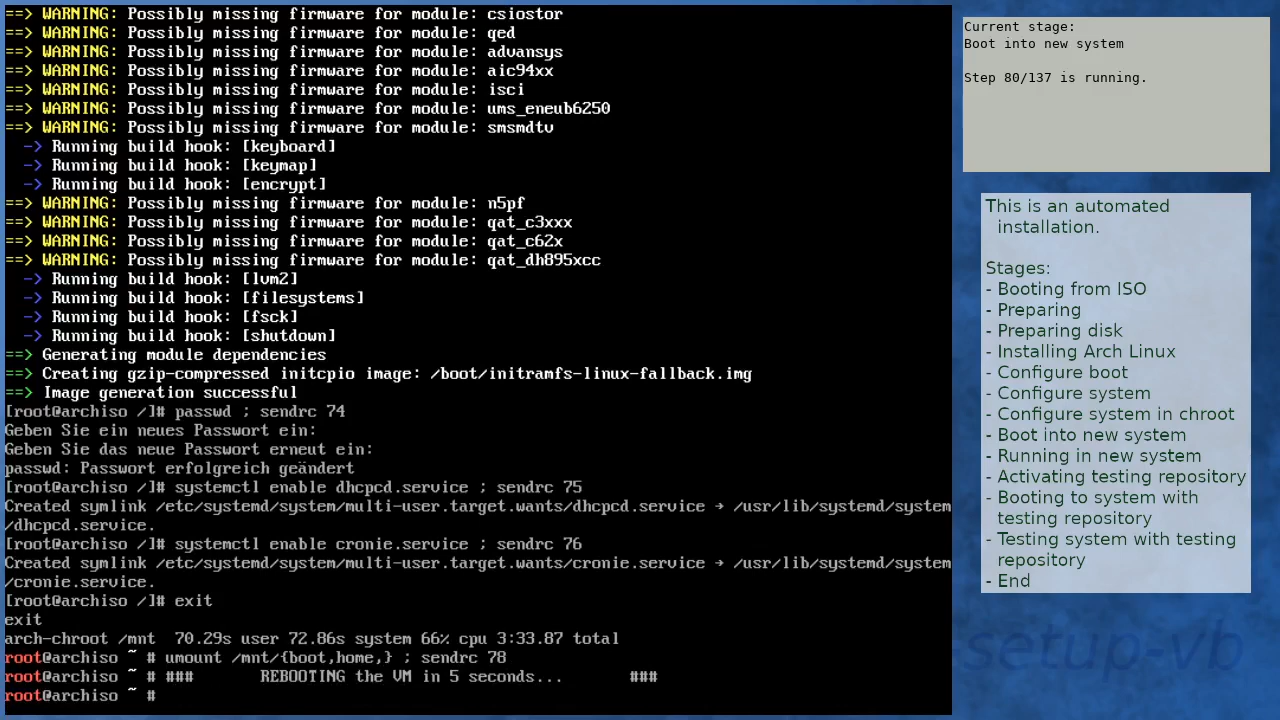 ==> WARNING: Possibly missing firmware for module: csiostor
==> WARNING: Possibly missing firmware for module: qed
==> WARNING: Possibly missing firmware for module: advansys
==> WARNING: Possibly missing firmware for module: aic94xx
==> WARNING: Possibly missing firmware for module: isci
==> WARNING: Possibly missing firmware for module: ums_eneub6250
==> WARNING: Possibly missing firmware for module: smsmdtv
  -> Running build hook: [keyboard]
  -> Running build hook: [keymap]
  -> Running build hook: [encrypt]
==> WARNING: Possibly missing firmware for module: n5pf
==> WARNING: Possibly missing firmware for module: qat_c3xxx
==> WARNING: Possibly missing firmware for module: qat_c62x
==> WARNING: Possibly missing firmware for module: qat_dh895xcc
  -> Running build hook: [lvm2]
  -> Running build hook: [filesystems]
  -> Running build hook: [fsck]
  -> Running build hook: [shutdown]
==> Generating module dependencies
==> Creating gzip-compressed initcpio image: /boot/initramfs-linux-fallback.img
==> Image generation successful
[root@archiso /]# passwd ; sendrc 74
Geben Sie ein neues Passwort ein:
Geben Sie das neue Passwort erneut ein:
passwd: Passwort erfolgreich geändert
[root@archiso /]# systemctl enable dhcpcd.service ; sendrc 75
Created symlink /etc/systemd/system/multi-user.target.wants/dhcpcd.service → /usr/lib/systemd/system
/dhcpcd.service.
[root@archiso /]# systemctl enable cronie.service ; sendrc 76
Created symlink /etc/systemd/system/multi-user.target.wants/cronie.service → /usr/lib/systemd/system
/cronie.service.
[root@archiso /]# exit
exit
arch-chroot /mnt  70.29s user 72.86s system 66% cpu 3:33.87 total
root@archiso ~ # umount /mnt/{boot,home,} ; sendrc 78
root@archiso ~ # ###       REBOOTING the VM in 5 seconds...       ###
root@archiso ~ #
Current stage:
Boot into new system
Step 80/137 is running.
This is an automated
installation.
Stages:
- Booting from ISO
- Preparing
- Preparing disk
- Installing Arch Linux
- Configure boot
- Configure system
- Configure system in chroot
- Boot into new system
- Running in new system
- Activating testing repository
- Booting to system with
testing repository
- Testing system with testing
repository
- End
setup-vb